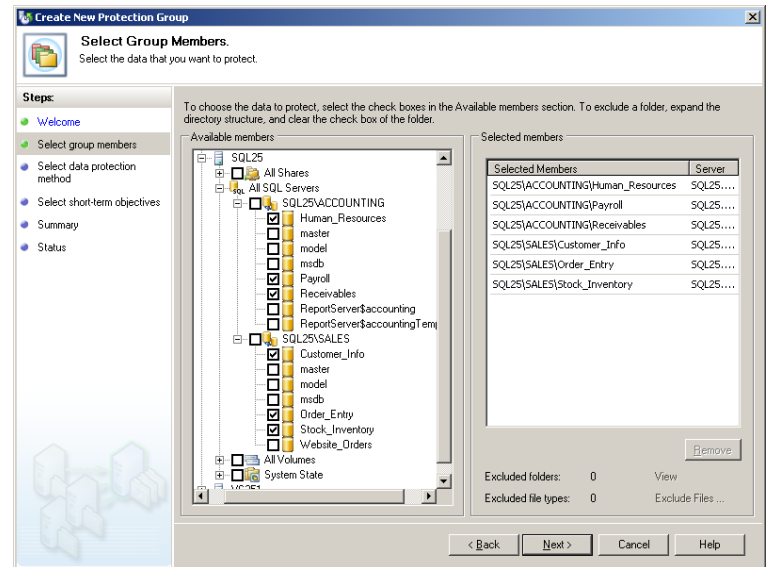 Create New Protection Group
Select Group Members.
Select the data that you want to protect.
Steps:
Welcome
Select group members
Select data protection
method
Select short-term objectives
Summary
Status
To choose the data to protect, select the check boxes in the Available members section. To exclude a folder, expand the
directory structure, and clear the check box of the folder.
Available members
SQL25
All Shares
All SQL Servers
SQL25\ACCOUNTING
Human_Resources
master
model
msdb
Payroll
Receivables
ReportServer$accounting
ReportServer$accountingTemp
SQL25\SALES
Customer_Info
master
model
msdb
Order_Entry
Stock_Inventory
Website_Orders
All Volumes
System State
Selected members
Selected Members Server
SQL25\ACCOUNTING\Human_Resources SQL25....
SQL25\ACCOUNTING\Payroll SQL25....
SQL25\ACCOUNTING\Receivables SQL25....
SQL25\SALES\Customer_Info SQL25....
SQL25\SALES\Order_Entry SQL25....
SQL25\SALES\Stock_Inventory SQL25....
Remove
Excluded folders: 0 View
Excluded file types: 0 Exclude Files ...
< Back Next > Cancel Help